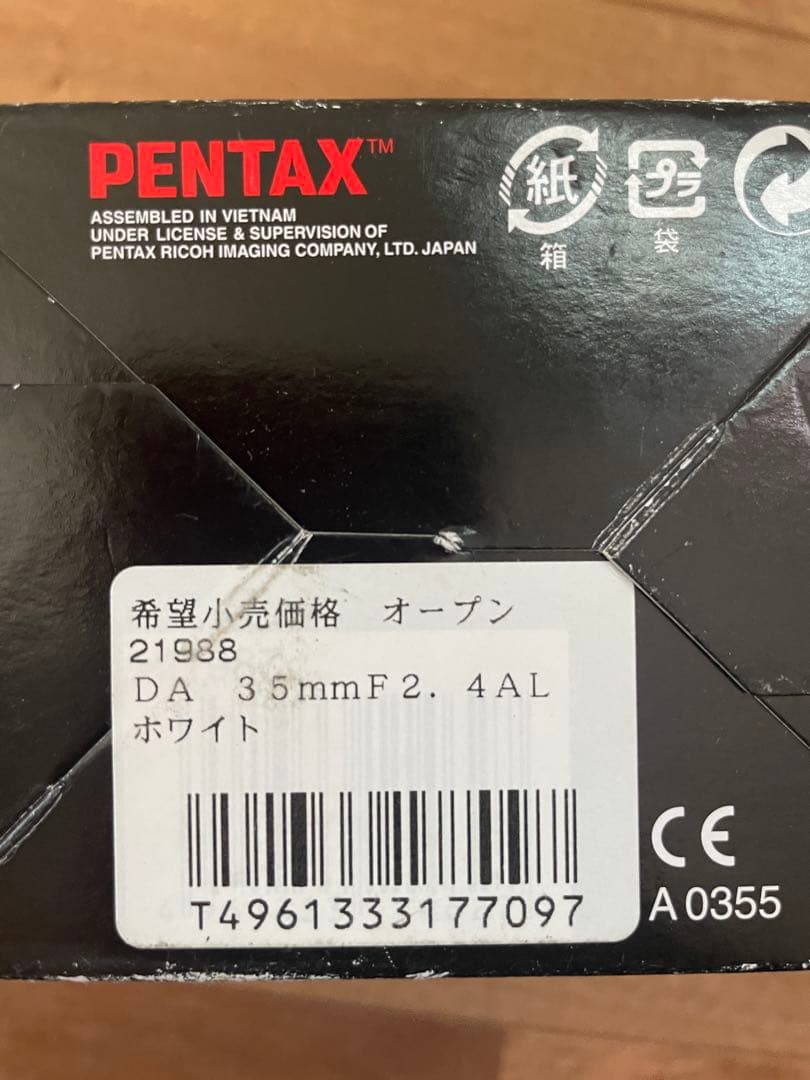 PENTAX™
ASSEMBLED IN VIETNAM
UNDER LICENSE & SUPERVISION OF
PENTAX RICOH IMAGING COMPANY, LTD. JAPAN
紙
箱
プラ
袋
希望小売価格　オープン
21988
ＤＡ　３５ｍｍＦ２．４ＡＬ
ホワイト
T4961333177097
CE
A 0355